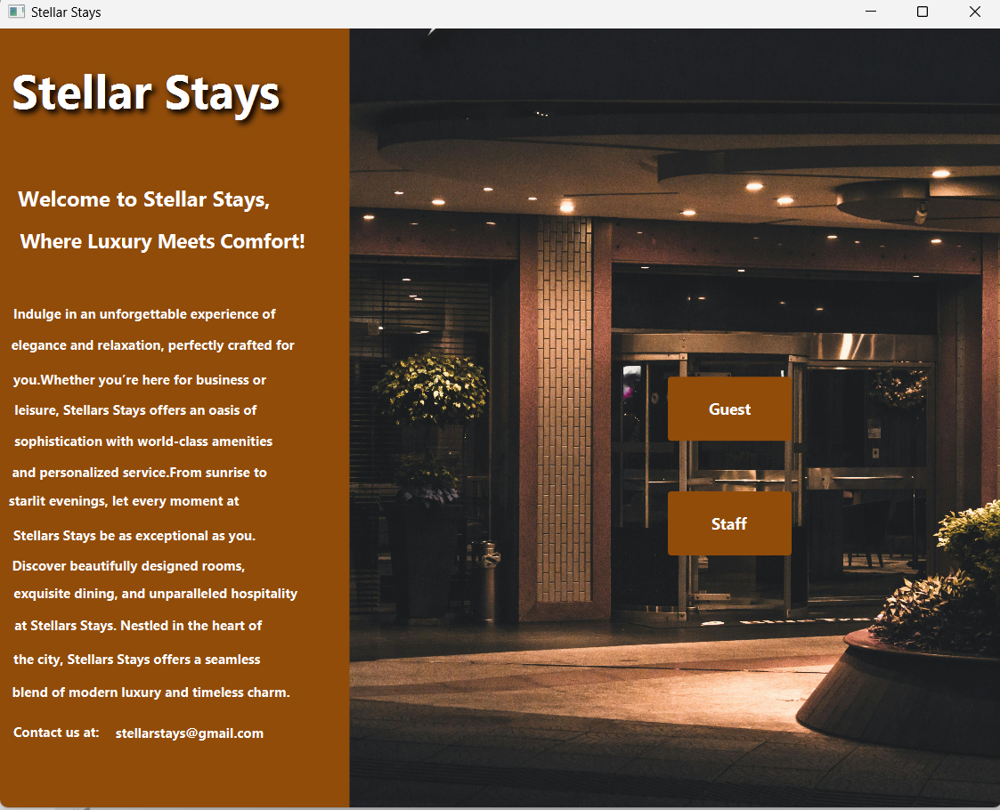 Stellar Stays
Stellar Stays
Welcome to Stellar Stays,
Where Luxury Meets Comfort!
Indulge in an unforgettable experience of
elegance and relaxation, perfectly crafted for
you.Whether you’re here for business or
leisure, Stellars Stays offers an oasis of
sophistication with world-class amenities
and personalized service.From sunrise to
starlit evenings, let every moment at
Stellars Stays be as exceptional as you.
Discover beautifully designed rooms,
exquisite dining, and unparalleled hospitality
at Stellars Stays. Nestled in the heart of
the city, Stellars Stays offers a seamless
blend of modern luxury and timeless charm.
Contact us at: stellarstays@gmail.com
Guest
Staff